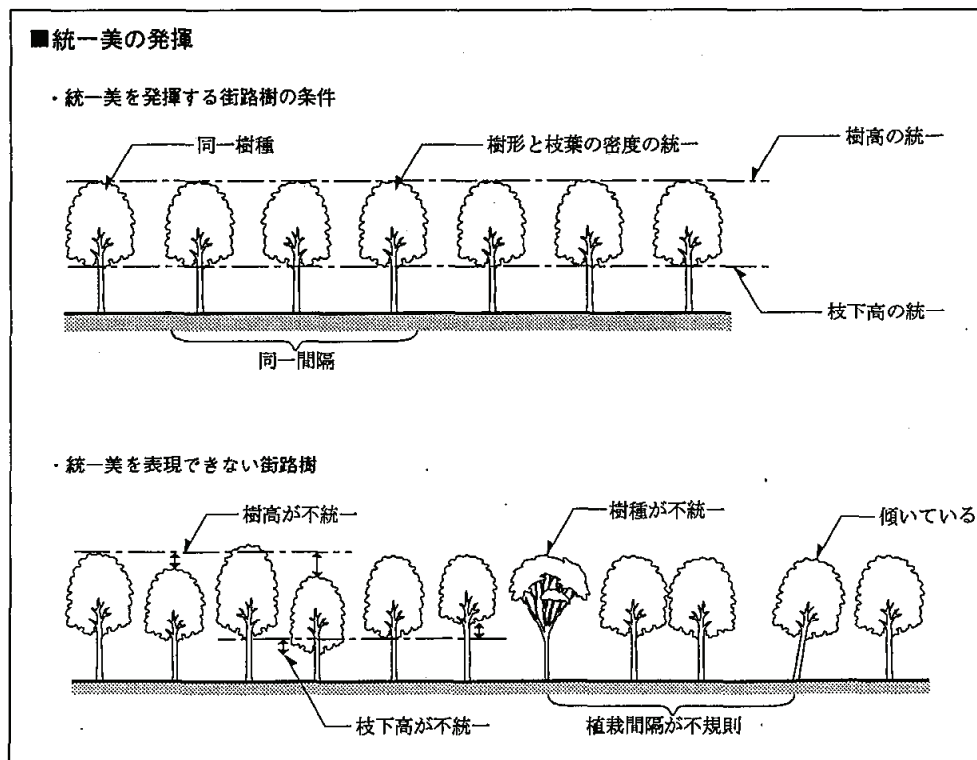 ■統一美の発揮
・統一美を発揮する街路樹の条件
同一樹種
樹形と枝葉の密度の統一
樹高の統一
枝下高の統一
同一間隔
・統一美を表現できない街路樹
樹高が不統一
樹種が不統一
傾いている
枝下高が不統一
植栽間隔が不規則